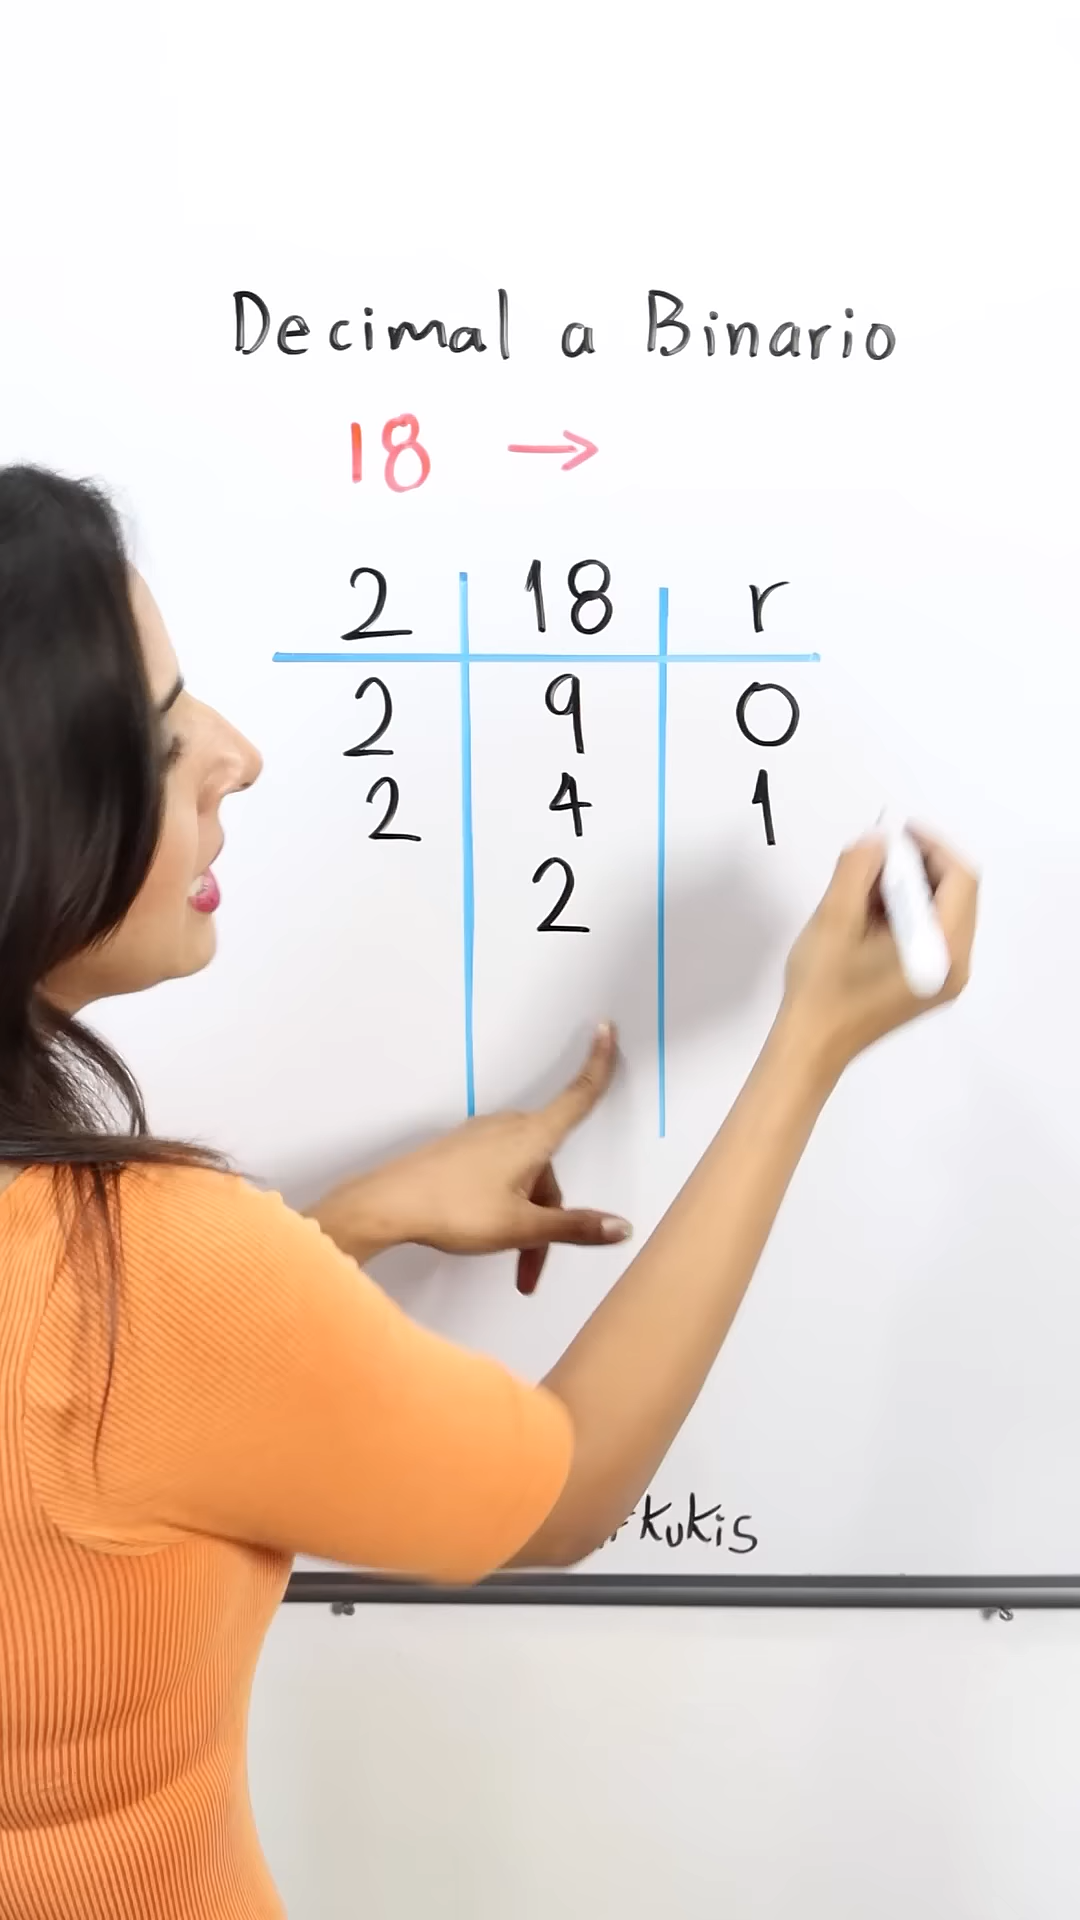 Decimal a Binario
18 →
2 18 r
2 9 0
2 4 1
2
kukis